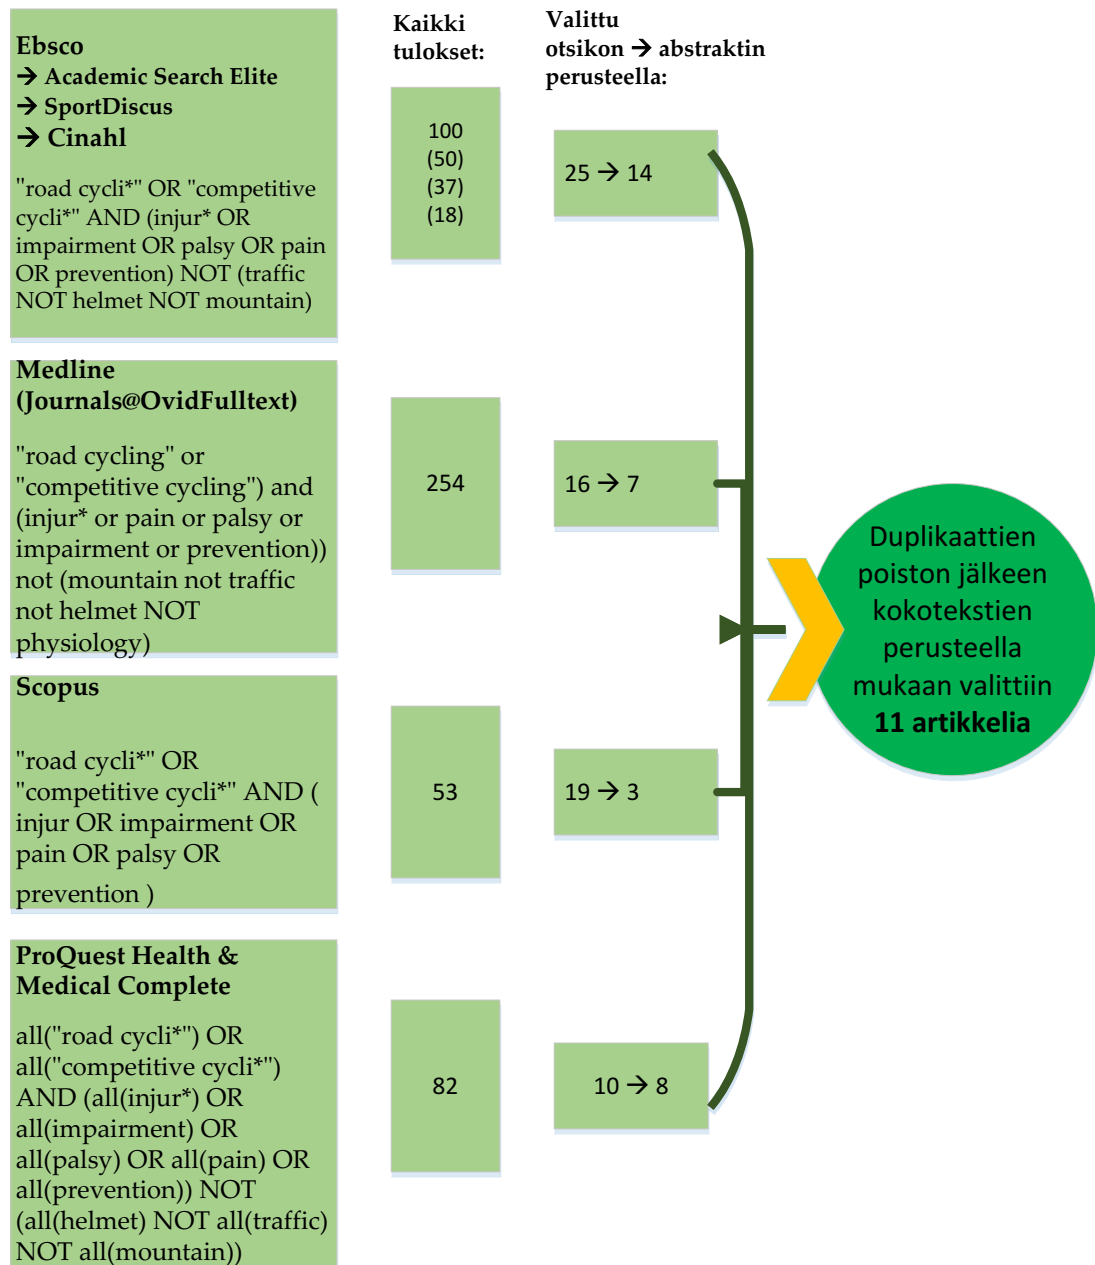 Ebsco
→ Academic Search Elite
→ SportDiscus
→ Cinahl
"road cycli*" OR "competitive
cycli*" AND (injur* OR
impairment OR palsy OR pain
OR prevention) NOT (traffic
NOT helmet NOT mountain)
Kaikki
tulokset:
100
(50)
(37)
(18)
Valittu
otsikon → abstraktin
perusteella:
25 → 14
Medline
(Journals@OvidFulltext)
"road cycling" or
"competitive cycling") and
(injur* or pain or palsy or
impairment or prevention))
not (mountain not traffic
not helmet NOT
physiology)
254
16 → 7
Scopus
"road cycli*" OR
"competitive cycli*" AND (
injur OR impairment OR
pain OR palsy OR
prevention )
53
19 → 3
ProQuest Health &
Medical Complete
all("road cycli*") OR
all("competitive cycli*")
AND (all(injur*) OR
all(impairment) OR
all(palsy) OR all(pain) OR
all(prevention)) NOT
(all(helmet) NOT all(traffic)
NOT all(mountain))
82
10 → 8
Duplikaattien
poiston jälkeen
kokotekstien
perusteella
mukaan valittiin
11 artikkelia